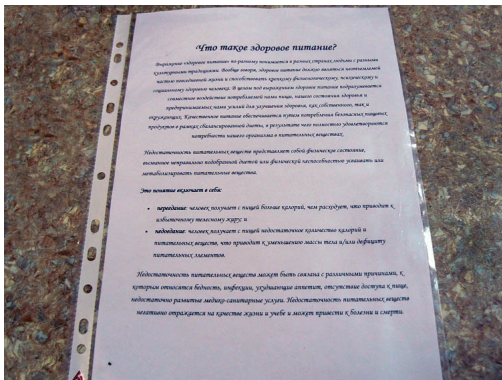 Что такое здоровое питание?
Выражение «здоровое питание» по-разному понимается в разных странах, людьми с разными
культурными традициями. Вообще говоря, здоровое питание должно являться неотъемлемой
частью повседневной жизни и способствовать крепкому физиологическому, психическому и
социальному здоровью человека. В целом под выражением здоровое питание подразумевается
совместное воздействие потребляемой нами пищи, нашего состояния здоровья и
предпринимаемых нами усилий для улучшения здоровья, как собственного, так и
окружающих. Качественное питание обеспечивается путем потребления безопасных пищевых
продуктов в рамках сбалансированной диеты, в результате чего полностью удовлетворяются
потребности нашего организма в питательных веществах.
Недостаточность питательных веществ представляет собой физическое состояние,
вызванное неправильно подобранной диетой или физической неспособностью усваивать или
метаболизировать питательные вещества.
Это понятие включает в себя:
• переедание: человек получает с пищей больше калорий, чем расходует, что приводит к
избыточному телесному жиру; и
• недоедание: человек получает с пищей недостаточное количество калорий и
питательных веществ, что приводит к уменьшению массы тела и/или дефициту
питательных элементов.
Недостаточность питательных веществ может быть связана с различными причинами, к
которым относятся бедность, инфекции, ухудшающие аппетит, отсутствие доступа к пище,
недостаточно развитые медико-санитарные услуги. Недостаточность питательных веществ
негативно отражается на качестве жизни и учебе и может привести к болезни и смерти.